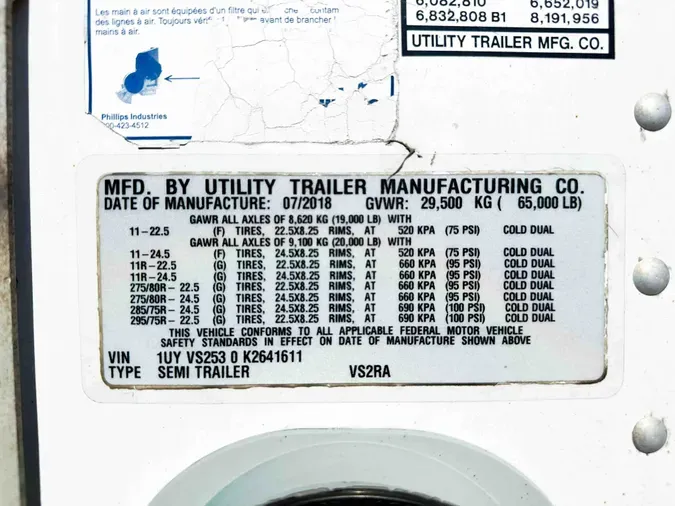 Les main à air sont équipées d'un filtre qui
des lignes à air. Toujours avant de brancher
mains à air.
Phillips Industries
00-423-4512
6,082,810 6,652,019
6,832,808 B1 8,191,956
UTILITY TRAILER MFG. CO.
MFD. BY UTILITY TRAILER MANUFACTURING CO.
DATE OF MANUFACTURE: 07/2018 GVWR: 29,500 KG ( 65,000 LB)
GAWR ALL AXLES OF 8,620 KG (19,000 LB) WITH
11-22.5 (F) TIRES, 22.5X8.25 RIMS, AT 520 KPA (75 PSI) COLD DUAL
GAWR ALL AXLES OF 9,100 KG (20,000 LB) WITH
11-24.5 (F) TIRES, 24.5X8.25 RIMS, AT 520 KPA (75 PSI) COLD DUAL
11R-22.5 (G) TIRES, 22.5X8.25 RIMS, AT 660 KPA (95 PSI) COLD DUAL
11R-24.5 (G) TIRES, 24.5X8.25 RIMS, AT 660 KPA (95 PSI) COLD DUAL
275/80R- 22.5 (G) TIRES, 22.5X8.25 RIMS, AT 660 KPA (95 PSI) COLD DUAL
275/80R- 24.5 (G) TIRES, 24.5X8.25 RIMS, AT 660 KPA (95 PSI) COLD DUAL
285/75R- 24.5 (G) TIRES, 24.5X8.25 RIMS, AT 690 KPA (100 PSI) COLD DUAL
295/75R- 22.5 (G) TIRES, 22.5X8.25 RIMS, AT 690 KPA (100 PSI) COLD DUAL
THIS VEHICLE CONFORMS TO ALL APPLICABLE FEDERAL MOTOR VEHICLE
SAFETY STANDARDS IN EFFECT ON DATE OF MANUFACTURE SHOWN ABOVE
VIN 1UY VS253 0 K2641611
TYPE SEMI TRAILER VS2RA